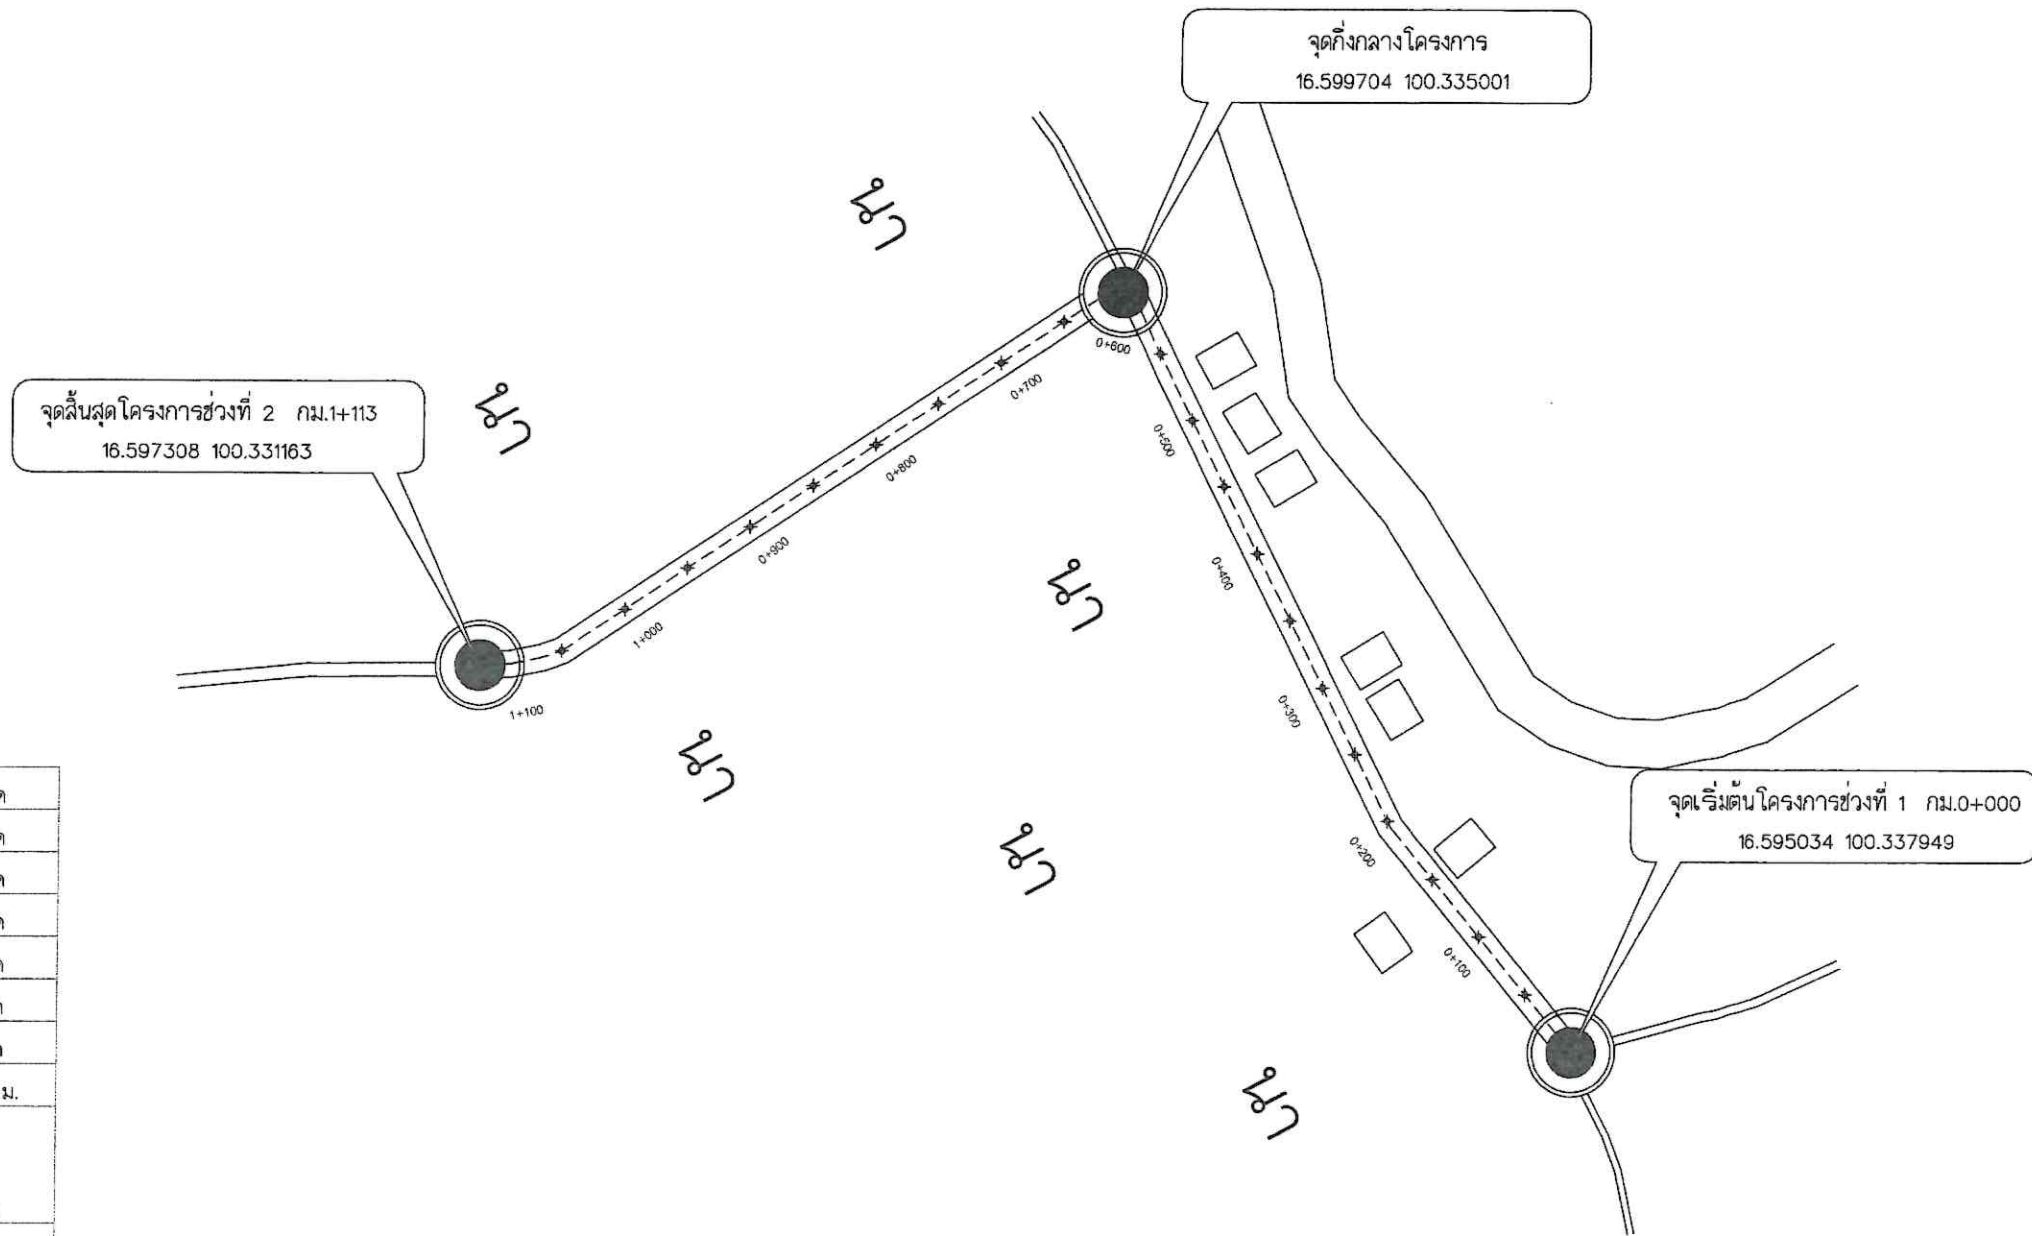 จุดกึ่งกลางโครงการ
16.599704 100.335001
นา
0+600
0+700
จุดสิ้นสุดโครงการช่วงที่ 2 กม.1+113
16.597308 100.331163
นา
0+500
0+800
0+900
0+400
นา
1+000
0+300
1+100
นา
จุดเริ่มต้นโครงการช่วงที่ 1 กม.0+000
16.595034 100.337949
นา
0+200
0+100
นา
ม.